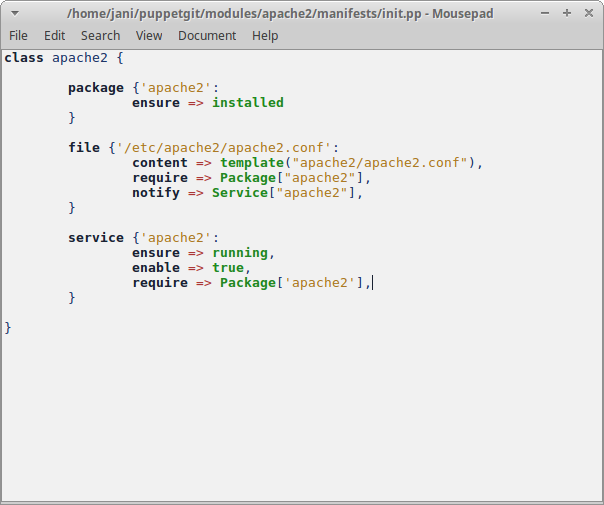 /home/jani/puppetgit/modules/apache2/manifests/init.pp - Mousepad
File Edit Search View Document Help
class apache2 {
package {'apache2':
ensure => installed
}
file {'/etc/apache2/apache2.conf':
content => template("apache2/apache2.conf"),
require => Package["apache2"],
notify => Service["apache2"],
}
service {'apache2':
ensure => running,
enable => true,
require => Package['apache2'],
}
}